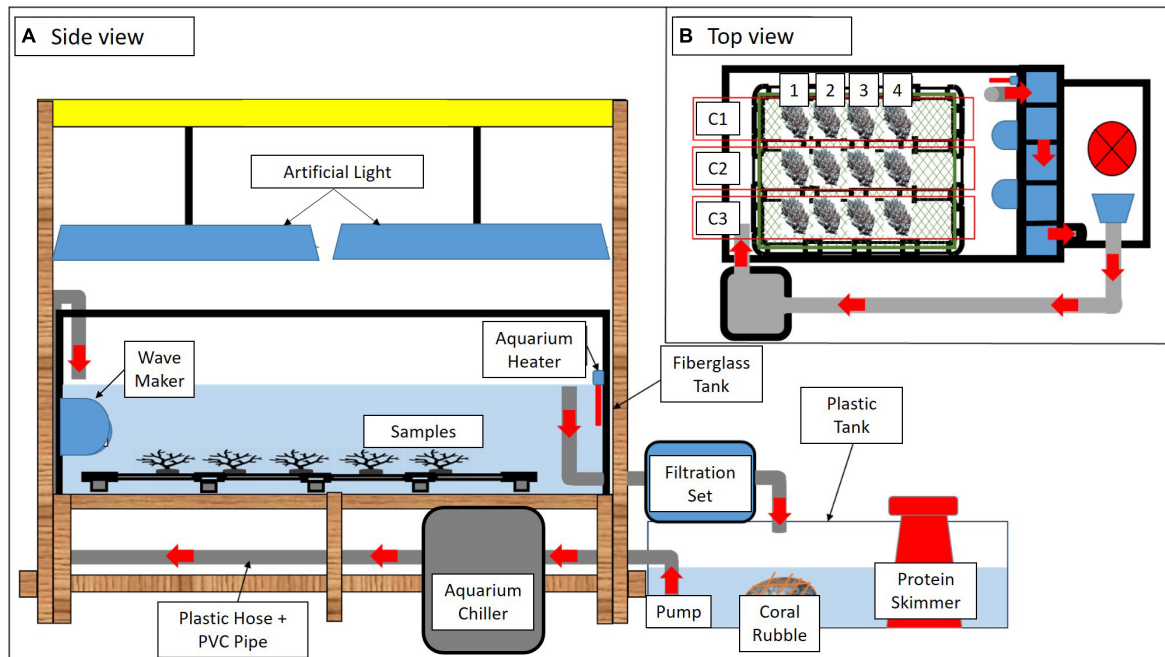 A Side view
Artificial Light
Wave
Maker
Aquarium
Heater
Samples
Fiberglass
Tank
Plastic
Tank
Filtration
Set
Aquarium
Chiller
Plastic Hose +
PVC Pipe
Pump
Coral
Rubble
Protein
Skimmer
B Top view
1 2 3 4
C1
C2
C3